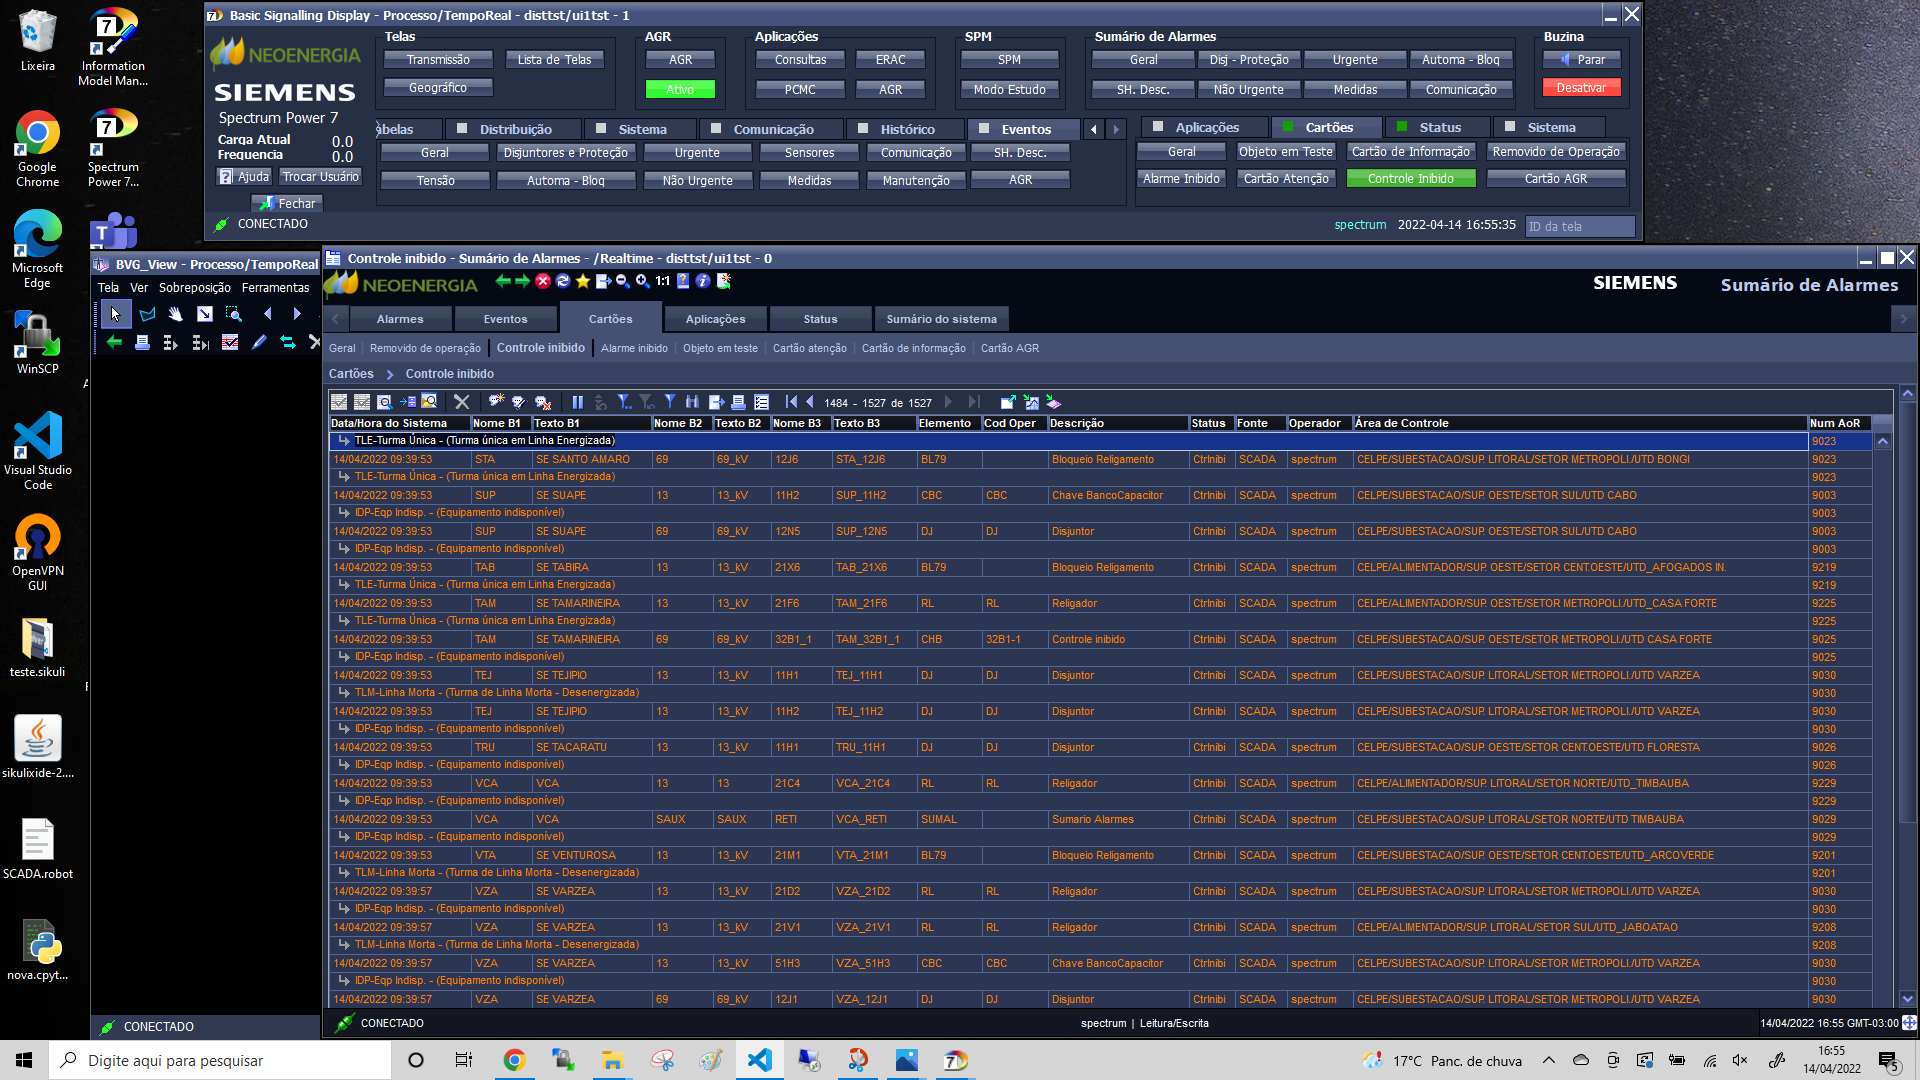 Lixeira
Information Model Man...
Google Chrome
Spectrum Power 7...
Microsoft Edge
WinSCP
Visual Studio Code
OpenVPN GUI
teste.sikuli
sikulixide-2....
SCADA.robot
nova.cpyt...
Basic Signalling Display - Processo/TempoReal - disttst/ui1tst - 1
NEOENERGIA
SIEMENS
Spectrum Power 7
Carga Atual 0.0
Frequencia 0.0
Ajuda Trocar Usuário
Fechar
CONECTADO
Telas
Transmissão Lista de Telas
Geográfico
AGR
AGR
Ativo
Aplicações
Consultas ERAC
PCMC AGR
SPM
SPM
Modo Estudo
Sumário de Alarmes
Geral Disj - Proteção Urgente Automa - Bloq
SH. Desc. Não Urgente Medidas Comunicação
Buzina
Parar
Desativar
abelas Distribuição Sistema Comunicação Histórico Eventos
Geral Disjuntores e Proteção Urgente Sensores Comunicação SH. Desc.
Tensão Automa - Bloq Não Urgente Medidas Manutenção AGR
Aplicações Cartões Status Sistema
Geral Objeto em Teste Cartão de Informação Removido de Operação
Alarme Inibido Cartão Atenção Controle Inibido Cartão AGR
spectrum 2022-04-14 16:55:35 ID da tela
BVG_View - Processo/TempoReal
Tela Ver Sobreposição Ferramentas
CONECTADO
Controle inibido - Sumário de Alarmes - /Realtime - disttst/ui1tst - 0
NEOENERGIA 1:1 SIEMENS Sumário de Alarmes
Alarmes Eventos Cartões Aplicações Status Sumário do sistema
Geral Removido de operação Controle inibido Alarme inibido Objeto em teste Cartão atenção Cartão de informação Cartão AGR
Cartões Controle inibido
1484 - 1527 de 1527
Data/Hora do Sistema Nome B1 Texto B1 Nome B2 Texto B2 Nome B3 Texto B3 Elemento Cod Oper Descrição Status Fonte Operador Área de Controle Num AoR
TLE-Turma Única - (Turma única em Linha Energizada) 9023
14/04/2022 09:39:53 STA SE SANTO AMARO 69 69_kV 12J6 STA_12J6 BL79 Bloqueio Religamento CtrInibi SCADA spectrum CELPE/SUBESTACAO/SUP. LITORAL/SETOR METROPOLI./UTD BONGI 9023
TLE-Turma Única - (Turma única em Linha Energizada) 9023
14/04/2022 09:39:53 SUP SE SUAPE 13 13_kV 11H2 SUP_11H2 CBC CBC Chave BancoCapacitor CtrInibi SCADA spectrum CELPE/SUBESTACAO/SUP. OESTE/SETOR SUL/UTD CABO 9003
IDP-Eqp Indisp. - (Equipamento indisponível) 9003
14/04/2022 09:39:53 SUP SE SUAPE 69 69_kV 12N5 SUP_12N5 DJ DJ Disjuntor CtrInibi SCADA spectrum CELPE/SUBESTACAO/SUP. OESTE/SETOR SUL/UTD CABO 9003
IDP-Eqp Indisp. - (Equipamento indisponível) 9003
14/04/2022 09:39:53 TAB SE TABIRA 13 13_kV 21X6 TAB_21X6 BL79 Bloqueio Religamento CtrInibi SCADA spectrum CELPE/ALIMENTADOR/SUP. OESTE/SETOR CENT.OESTE/UTD_AFOGADOS IN. 9219
TLE-Turma Única - (Turma única em Linha Energizada) 9219
14/04/2022 09:39:53 TAM SE TAMARINEIRA 13 13_kV 21F6 TAM_21F6 RL RL Religador CtrInibi SCADA spectrum CELPE/ALIMENTADOR/SUP. OESTE/SETOR METROPOLI./UTD_CASA FORTE 9225
TLE-Turma Única - (Turma única em Linha Energizada) 9225
14/04/2022 09:39:53 TAM SE TAMARINEIRA 69 69_kV 32B1_1 TAM_32B1_1 CHB 32B1-1 Controle inibido CtrInibi SCADA spectrum CELPE/SUBESTACAO/SUP. OESTE/SETOR METROPOLI./UTD CASA FORTE 9025
IDP-Eqp Indisp. - (Equipamento indisponível) 9025
14/04/2022 09:39:53 TEJ SE TEJIPIO 13 13_kV 11H1 TEJ_11H1 DJ DJ Disjuntor CtrInibi SCADA spectrum CELPE/SUBESTACAO/SUP. LITORAL/SETOR METROPOLI./UTD VARZEA 9030
TLM-Linha Morta - (Turma de Linha Morta - Desenergizada) 9030
14/04/2022 09:39:53 TEJ SE TEJIPIO 13 13_kV 11H2 TEJ_11H2 DJ DJ Disjuntor CtrInibi SCADA spectrum CELPE/SUBESTACAO/SUP. LITORAL/SETOR METROPOLI./UTD VARZEA 9030
IDP-Eqp Indisp. - (Equipamento indisponível) 9030
14/04/2022 09:39:53 TRU SE TACARATU 13 13_kV 11H1 TRU_11H1 DJ DJ Disjuntor CtrInibi SCADA spectrum CELPE/SUBESTACAO/SUP. OESTE/SETOR CENT.OESTE/UTD FLORESTA 9026
IDP-Eqp Indisp. - (Equipamento indisponível) 9026
14/04/2022 09:39:53 VCA VCA 13 13 21C4 VCA_21C4 RL RL Religador CtrInibi SCADA spectrum CELPE/ALIMENTADOR/SUP. LITORAL/SETOR NORTE/UTD_TIMBAUBA 9229
IDP-Eqp Indisp. - (Equipamento indisponível) 9229
14/04/2022 09:39:53 VCA VCA SAUX SAUX RETI VCA_RETI SUMAL Sumario Alarmes CtrInibi SCADA spectrum CELPE/SUBESTACAO/SUP. LITORAL/SETOR NORTE/UTD TIMBAUBA 9029
IDP-Eqp Indisp. - (Equipamento indisponível) 9029
14/04/2022 09:39:53 VTA SE VENTUROSA 13 13_kV 21M1 VTA_21M1 BL79 Bloqueio Religamento CtrInibi SCADA spectrum CELPE/ALIMENTADOR/SUP. OESTE/SETOR CENT.OESTE/UTD_ARCOVERDE 9201
TLM-Linha Morta - (Turma de Linha Morta - Desenergizada) 9201
14/04/2022 09:39:57 VZA SE VARZEA 13 13_kV 21D2 VZA_21D2 RL RL Religador CtrInibi SCADA spectrum CELPE/SUBESTACAO/SUP. LITORAL/SETOR METROPOLI./UTD VARZEA 9030
IDP-Eqp Indisp. - (Equipamento indisponível) 9030
14/04/2022 09:39:57 VZA SE VARZEA 13 13_kV 21V1 VZA_21V1 RL RL Religador CtrInibi SCADA spectrum CELPE/ALIMENTADOR/SUP. LITORAL/SETOR SUL/UTD_JABOATAO 9208
TLM-Linha Morta - (Turma de Linha Morta - Desenergizada) 9208
14/04/2022 09:39:57 VZA SE VARZEA 13 13_kV 51H3 VZA_51H3 CBC CBC Chave BancoCapacitor CtrInibi SCADA spectrum CELPE/SUBESTACAO/SUP. LITORAL/SETOR METROPOLI./UTD VARZEA 9030
IDP-Eqp Indisp. - (Equipamento indisponível) 9030
14/04/2022 09:39:57 VZA SE VARZEA 69 69_kV 12J1 VZA_12J1 DJ DJ Disjuntor CtrInibi SCADA spectrum CELPE/SUBESTACAO/SUP. LITORAL/SETOR METROPOLI./UTD VARZEA 9030
CONECTADO spectrum | Leitura/Escrita 14/04/2022 16:55 GMT-03:00
Digite aqui para pesquisar 17°C Panc. de chuva 16:55
14/04/2022 5